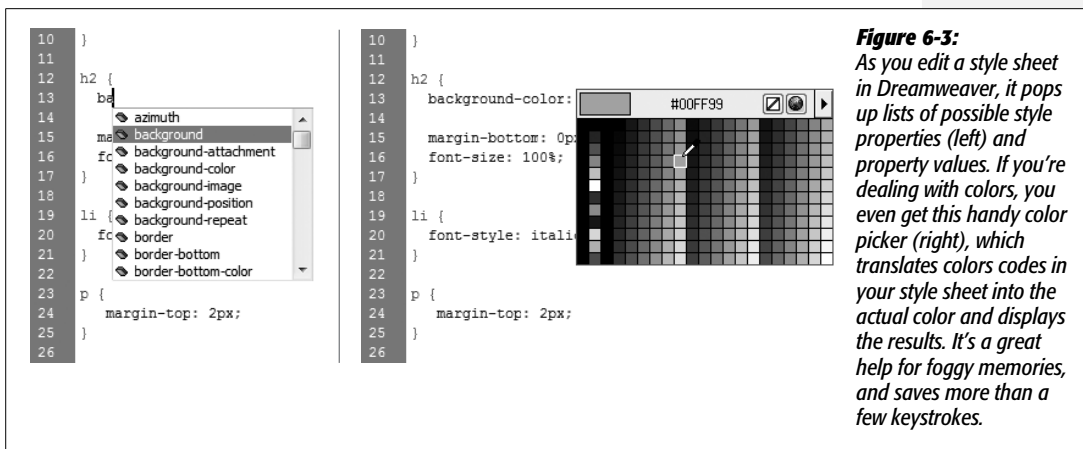 10 }
11
12 h2 {
13 ba
14
15 ma
16 fo
17 }
18
19 li {
20 fo
21 }
22
23 p {
24 margin-top: 2px;
25 }
26
azimuth
background
background-attachment
background-color
background-image
background-position
background-repeat
border
border-bottom
border-bottom-color
10 }
11
12 h2 {
13 background-color:
14
15 margin-bottom: 0p
16 font-size: 100%;
17 }
18
19 li {
20 font-style: itali
21 }
22
23 p {
24 margin-top: 2px;
25 }
26
#00FF99
Figure 6-3:
As you edit a style sheet
in Dreamweaver, it pops
up lists of possible style
properties (left) and
property values. If you're
dealing with colors, you
even get this handy color
picker (right), which
translates colors codes in
your style sheet into the
actual color and displays
the results. It's a great
help for foggy memories,
and saves more than a
few keystrokes.